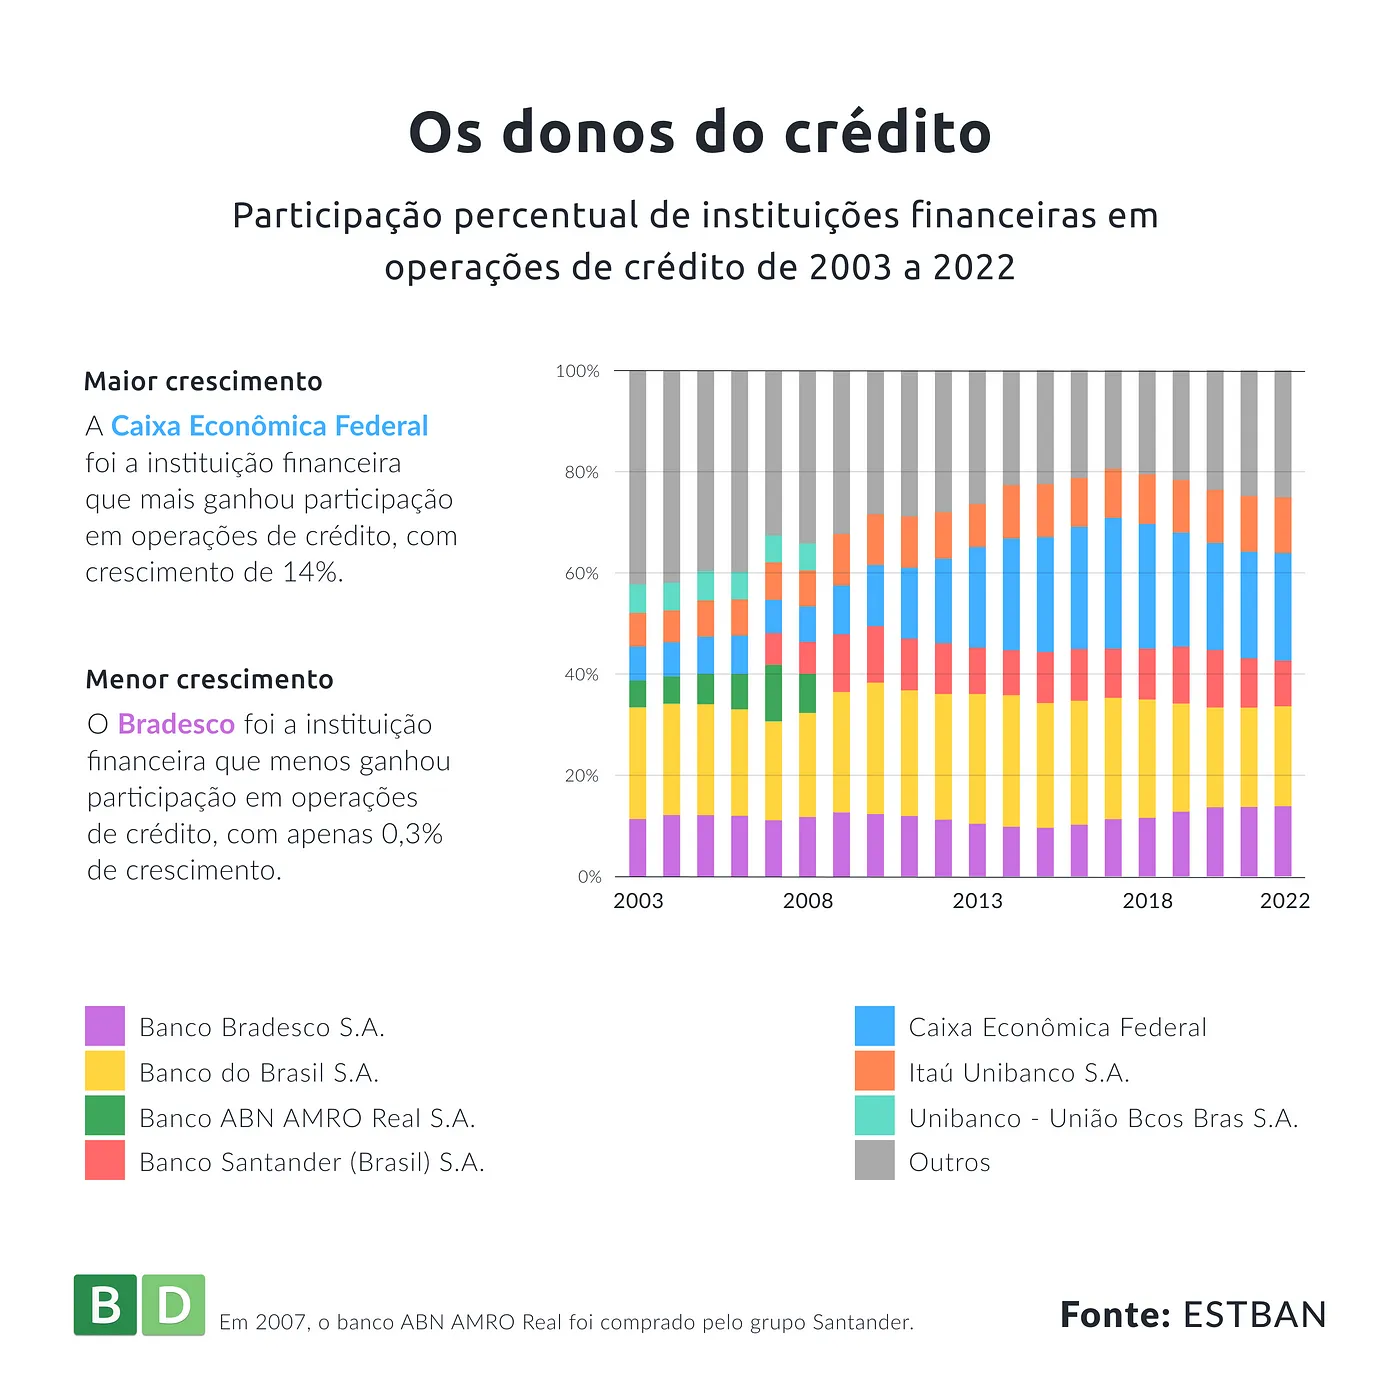 Os donos do crédito
Participação percentual de instituições financeiras em
operações de crédito de 2003 a 2022
Maior crescimento
A Caixa Econômica Federal
foi a instituição financeira
que mais ganhou participação
em operações de crédito, com
crescimento de 14%.
Menor crescimento
O Bradesco foi a instituição
financeira que menos ganhou
participação em operações
de crédito, com apenas 0,3%
de crescimento.
100%
80%
60%
40%
20%
0%
2003 2008 2013 2018 2022
Banco Bradesco S.A.
Banco do Brasil S.A.
Banco ABN AMRO Real S.A.
Banco Santander (Brasil) S.A.
Caixa Econômica Federal
Itaú Unibanco S.A.
Unibanco - União Bcos Bras S.A.
Outros
BD
Em 2007, o banco ABN AMRO Real foi comprado pelo grupo Santander.
Fonte: ESTBAN